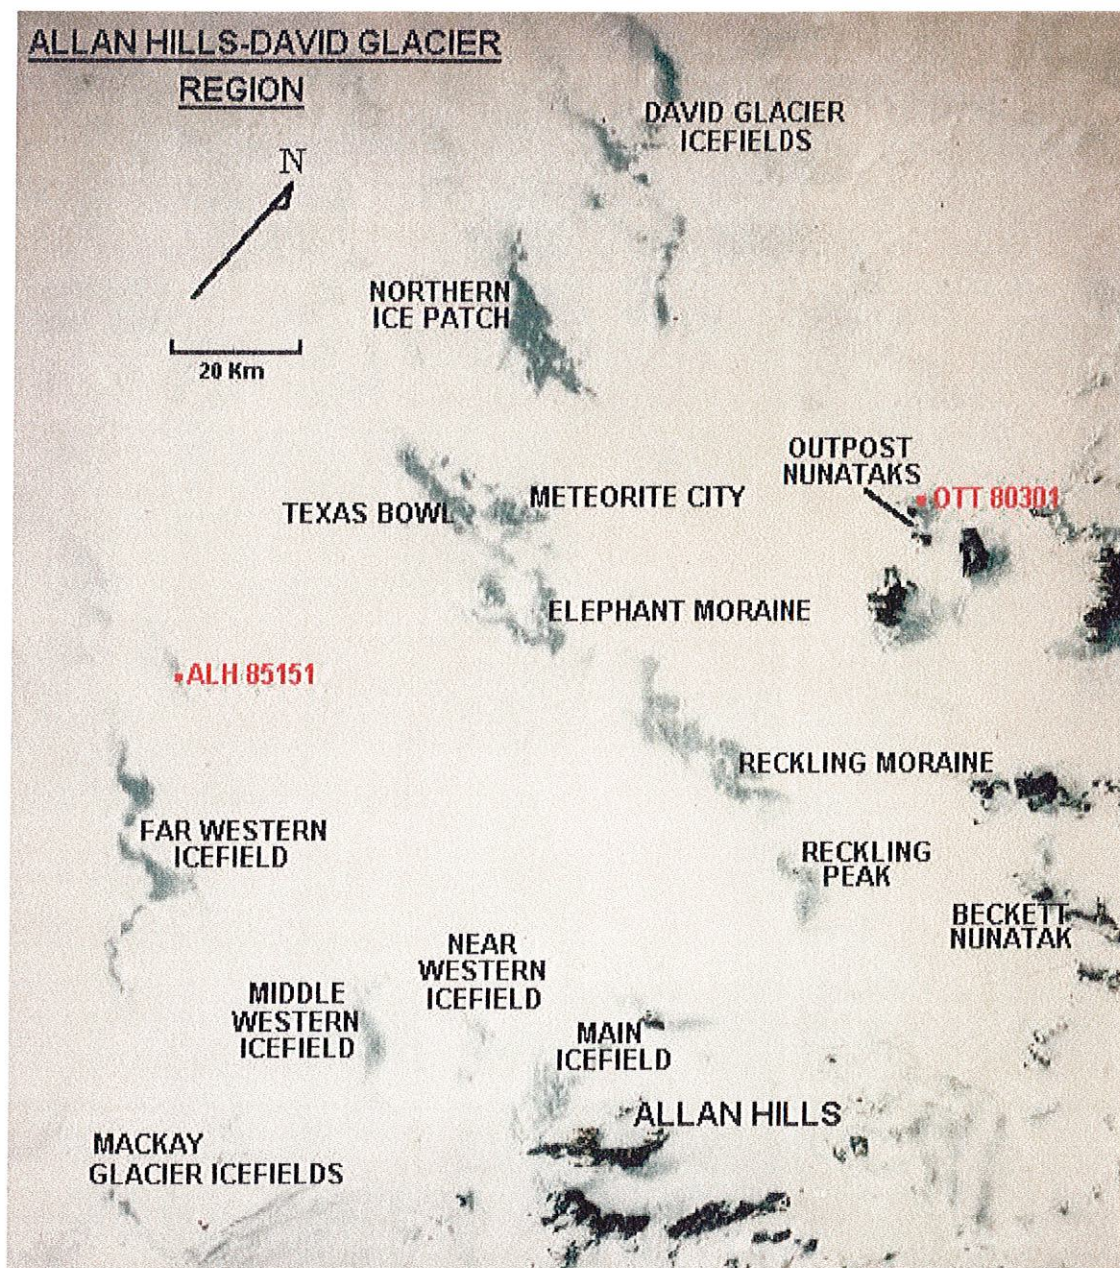 ALLAN HILLS-DAVID GLACIER
REGION
N
20 Km
DAVID GLACIER
ICEFIELDS
NORTHERN
ICE PATCH
OUTPOST
NUNATAKS
OTT 80301
METEORITE CITY
TEXAS BOWL
ELEPHANT MORAINE
ALH 85151
RECKLING MORAINE
FAR WESTERN
ICEFIELD
RECKLING
PEAK
BECKETT
NUNATAK
NEAR
WESTERN
ICEFIELD
MIDDLE
WESTERN
ICEFIELD
MAIN
ICEFIELD
ALLAN HILLS
MACKAY
GLACIER ICEFIELDS